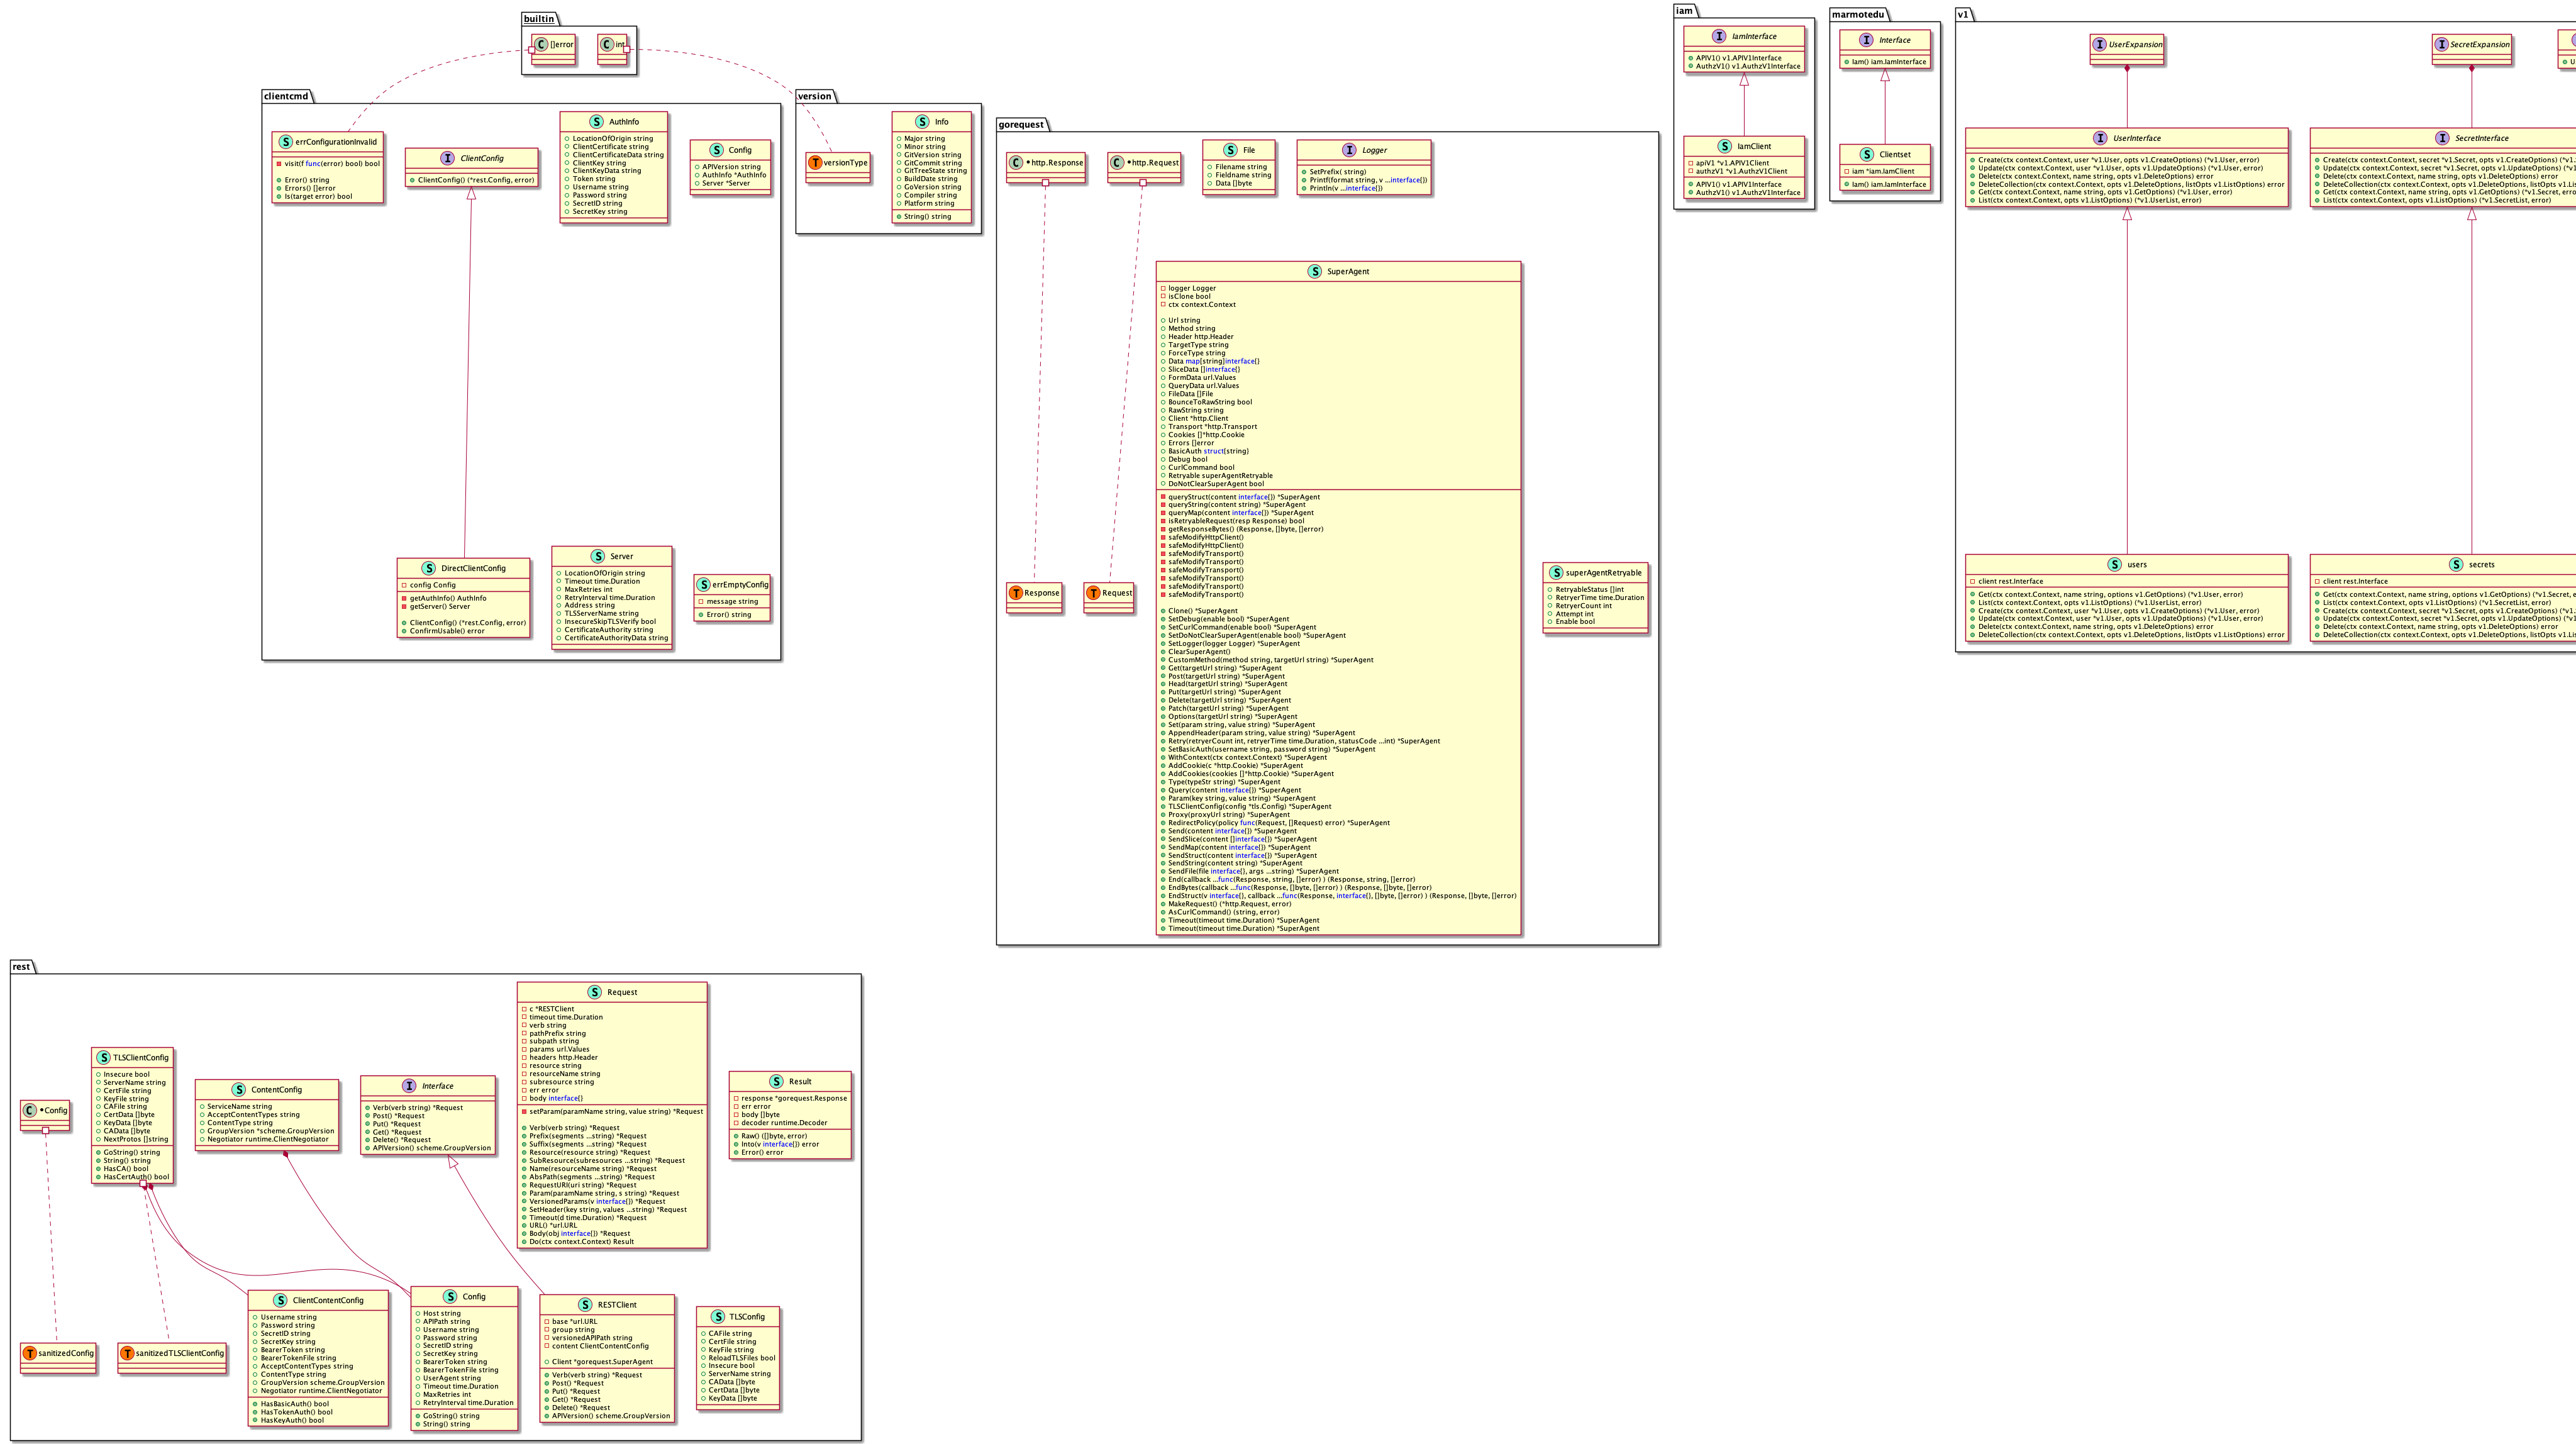 builtin
[]error
int
clientcmd
errConfigurationInvalid
visit(f func(error) bool) bool
Error() string
Errors() []error
Is(target error) bool
ClientConfig
ClientConfig() (*rest.Config, error)
AuthInfo
LocationOfOrigin string
ClientCertificate string
ClientCertificateData string
ClientKey string
ClientKeyData string
Token string
Username string
Password string
SecretID string
SecretKey string
Config
APIVersion string
AuthInfo *AuthInfo
Server *Server
DirectClientConfig
config Config
getAuthInfo() AuthInfo
getServer() Server
ClientConfig() (*rest.Config, error)
ConfirmUsable() error
Server
LocationOfOrigin string
Timeout time.Duration
MaxRetries int
RetryInterval time.Duration
Address string
TLSServerName string
InsecureSkipTLSVerify bool
CertificateAuthority string
CertificateAuthorityData string
errEmptyConfig
message string
Error() string
version
versionType
Info
Major string
Minor string
GitVersion string
GitCommit string
GitTreeState string
BuildDate string
GoVersion string
Compiler string
Platform string
String() string
gorequest
•http.Response
•http.Request
File
Filename string
Fieldname string
Data []byte
Logger
SetPrefix( string)
Printf(format string, v ...interface{})
Println(v ...interface{})
SuperAgent
logger Logger
isClone bool
ctx context.Context
Url string
Method string
Header http.Header
TargetType string
ForceType string
Data map[string]interface{}
SliceData []interface{}
FormData url.Values
QueryData url.Values
FileData []File
BounceToRawString bool
RawString string
Client *http.Client
Transport *http.Transport
Cookies []*http.Cookie
Errors []error
BasicAuth struct{string}
Debug bool
CurlCommand bool
Retryable superAgentRetryable
DoNotClearSuperAgent bool
queryStruct(content interface{}) *SuperAgent
queryString(content string) *SuperAgent
queryMap(content interface{}) *SuperAgent
isRetryableRequest(resp Response) bool
getResponseBytes() (Response, []byte, []error)
safeModifyHttpClient()
safeModifyHttpClient()
safeModifyTransport()
safeModifyTransport()
safeModifyTransport()
safeModifyTransport()
safeModifyTransport()
safeModifyTransport()
Clone() *SuperAgent
SetDebug(enable bool) *SuperAgent
SetCurlCommand(enable bool) *SuperAgent
SetDoNotClearSuperAgent(enable bool) *SuperAgent
SetLogger(logger Logger) *SuperAgent
ClearSuperAgent()
CustomMethod(method string, targetUrl string) *SuperAgent
Get(targetUrl string) *SuperAgent
Post(targetUrl string) *SuperAgent
Head(targetUrl string) *SuperAgent
Put(targetUrl string) *SuperAgent
Delete(targetUrl string) *SuperAgent
Patch(targetUrl string) *SuperAgent
Options(targetUrl string) *SuperAgent
Set(param string, value string) *SuperAgent
AppendHeader(param string, value string) *SuperAgent
Retry(retryerCount int, retryerTime time.Duration, statusCode ...int) *SuperAgent
SetBasicAuth(username string, password string) *SuperAgent
WithContext(ctx context.Context) *SuperAgent
AddCookie(c *http.Cookie) *SuperAgent
AddCookies(cookies []*http.Cookie) *SuperAgent
Type(typeStr string) *SuperAgent
Query(content interface{}) *SuperAgent
Param(key string, value string) *SuperAgent
TLSClientConfig(config *tls.Config) *SuperAgent
Proxy(proxyUrl string) *SuperAgent
RedirectPolicy(policy func(Request, []Request) error) *SuperAgent
Send(content interface{}) *SuperAgent
SendSlice(content []interface{}) *SuperAgent
SendMap(content interface{}) *SuperAgent
SendStruct(content interface{}) *SuperAgent
SendString(content string) *SuperAgent
SendFile(file interface{}, args ...string) *SuperAgent
End(callback ...func(Response, string, []error) ) (Response, string, []error)
EndBytes(callback ...func(Response, []byte, []error) ) (Response, []byte, []error)
EndStruct(v interface{}, callback ...func(Response, interface{}, []byte, []error) ) (Response, []byte, []error)
MakeRequest() (*http.Request, error)
AsCurlCommand() (string, error)
Timeout(timeout time.Duration) *SuperAgent
Timeout(timeout time.Duration) *SuperAgent
Response
Request
superAgentRetryable
RetryableStatus []int
RetryerTime time.Duration
RetryerCount int
Attempt int
Enable bool
iam
IamInterface
APIV1() v1.APIV1Interface
AuthzV1() v1.AuthzV1Interface
IamClient
apiV1 *v1.APIV1Client
authzV1 *v1.AuthzV1Client
APIV1() v1.APIV1Interface
AuthzV1() v1.AuthzV1Interface
marmotedu
Interface
Iam() iam.IamInterface
Clientset
iam *iam.IamClient
Iam() iam.IamInterface
v1
UserExpansion
SecretExpansion
U
UserInterface
Create(ctx context.Context, user *v1.User, opts v1.CreateOptions) (*v1.User, error)
Update(ctx context.Context, user *v1.User, opts v1.UpdateOptions) (*v1.User, error)
Delete(ctx context.Context, name string, opts v1.DeleteOptions) error
DeleteCollection(ctx context.Context, opts v1.DeleteOptions, listOpts v1.ListOptions) error
Get(ctx context.Context, name string, opts v1.GetOptions) (*v1.User, error)
List(ctx context.Context, opts v1.ListOptions) (*v1.UserList, error)
SecretInterface
Create(ctx context.Context, secret *v1.Secret, opts v1.CreateOptions) (*v1.Sec
Update(ctx context.Context, secret *v1.Secret, opts v1.UpdateOptions) (*v1
Delete(ctx context.Context, name string, opts v1.DeleteOptions) error
DeleteCollection(ctx context.Context, opts v1.DeleteOptions, listOpts v1.Lis
Get(ctx context.Context, name string, opts v1.GetOptions) (*v1.Secret, erro
List(ctx context.Context, opts v1.ListOptions) (*v1.SecretList, error)
users
client rest.Interface
Get(ctx context.Context, name string, options v1.GetOptions) (*v1.User, error)
List(ctx context.Context, opts v1.ListOptions) (*v1.UserList, error)
Create(ctx context.Context, user *v1.User, opts v1.CreateOptions) (*v1.User, error)
Update(ctx context.Context, user *v1.User, opts v1.UpdateOptions) (*v1.User, error)
Delete(ctx context.Context, name string, opts v1.DeleteOptions) error
DeleteCollection(ctx context.Context, opts v1.DeleteOptions, listOpts v1.ListOptions) error
secrets
client rest.Interface
Get(ctx context.Context, name string, options v1.GetOptions) (*v1.Secret, e
List(ctx context.Context, opts v1.ListOptions) (*v1.SecretList, error)
Create(ctx context.Context, secret *v1.Secret, opts v1.CreateOptions) (*v1.
Update(ctx context.Context, secret *v1.Secret, opts v1.UpdateOptions) (*v1
Delete(ctx context.Context, name string, opts v1.DeleteOptions) error
DeleteCollection(ctx context.Context, opts v1.DeleteOptions, listOpts v1.Lis
rest
•Config
TLSClientConfig
Insecure bool
ServerName string
CertFile string
KeyFile string
CAFile string
CertData []byte
KeyData []byte
CAData []byte
NextProtos []string
GoString() string
String() string
HasCA() bool
HasCertAuth() bool
ContentConfig
ServiceName string
AcceptContentTypes string
ContentType string
GroupVersion *scheme.GroupVersion
Negotiator runtime.ClientNegotiator
Interface
Verb(verb string) *Request
Post() *Request
Put() *Request
Get() *Request
Delete() *Request
APIVersion() scheme.GroupVersion
Request
c *RESTClient
timeout time.Duration
verb string
pathPrefix string
subpath string
params url.Values
headers http.Header
resource string
resourceName string
subresource string
err error
body interface{}
setParam(paramName string, value string) *Request
Verb(verb string) *Request
Prefix(segments ...string) *Request
Suffix(segments ...string) *Request
Resource(resource string) *Request
SubResource(subresources ...string) *Request
Name(resourceName string) *Request
AbsPath(segments ...string) *Request
RequestURI(uri string) *Request
Param(paramName string, s string) *Request
VersionedParams(v interface{}) *Request
SetHeader(key string, values ...string) *Request
Timeout(d time.Duration) *Request
URL() *url.URL
Body(obj interface{}) *Request
Do(ctx context.Context) Result
Result
response *gorequest.Response
err error
body []byte
decoder runtime.Decoder
Raw() ([]byte, error)
Into(v interface{}) error
Error() error
sanitizedConfig
sanitizedTLSClientConfig
ClientContentConfig
Username string
Password string
SecretID string
SecretKey string
BearerToken string
BearerTokenFile string
AcceptContentTypes string
ContentType string
GroupVersion scheme.GroupVersion
Negotiator runtime.ClientNegotiator
HasBasicAuth() bool
HasTokenAuth() bool
HasKeyAuth() bool
Config
Host string
APIPath string
Username string
Password string
SecretID string
SecretKey string
BearerToken string
BearerTokenFile string
UserAgent string
Timeout time.Duration
MaxRetries int
RetryInterval time.Duration
GoString() string
String() string
RESTClient
base *url.URL
group string
versionedAPIPath string
content ClientContentConfig
Client *gorequest.SuperAgent
Verb(verb string) *Request
Post() *Request
Put() *Request
Get() *Request
Delete() *Request
APIVersion() scheme.GroupVersion
TLSConfig
CAFile string
CertFile string
KeyFile string
ReloadTLSFiles bool
Insecure bool
ServerName string
CAData []byte
CertData []byte
KeyData []byte